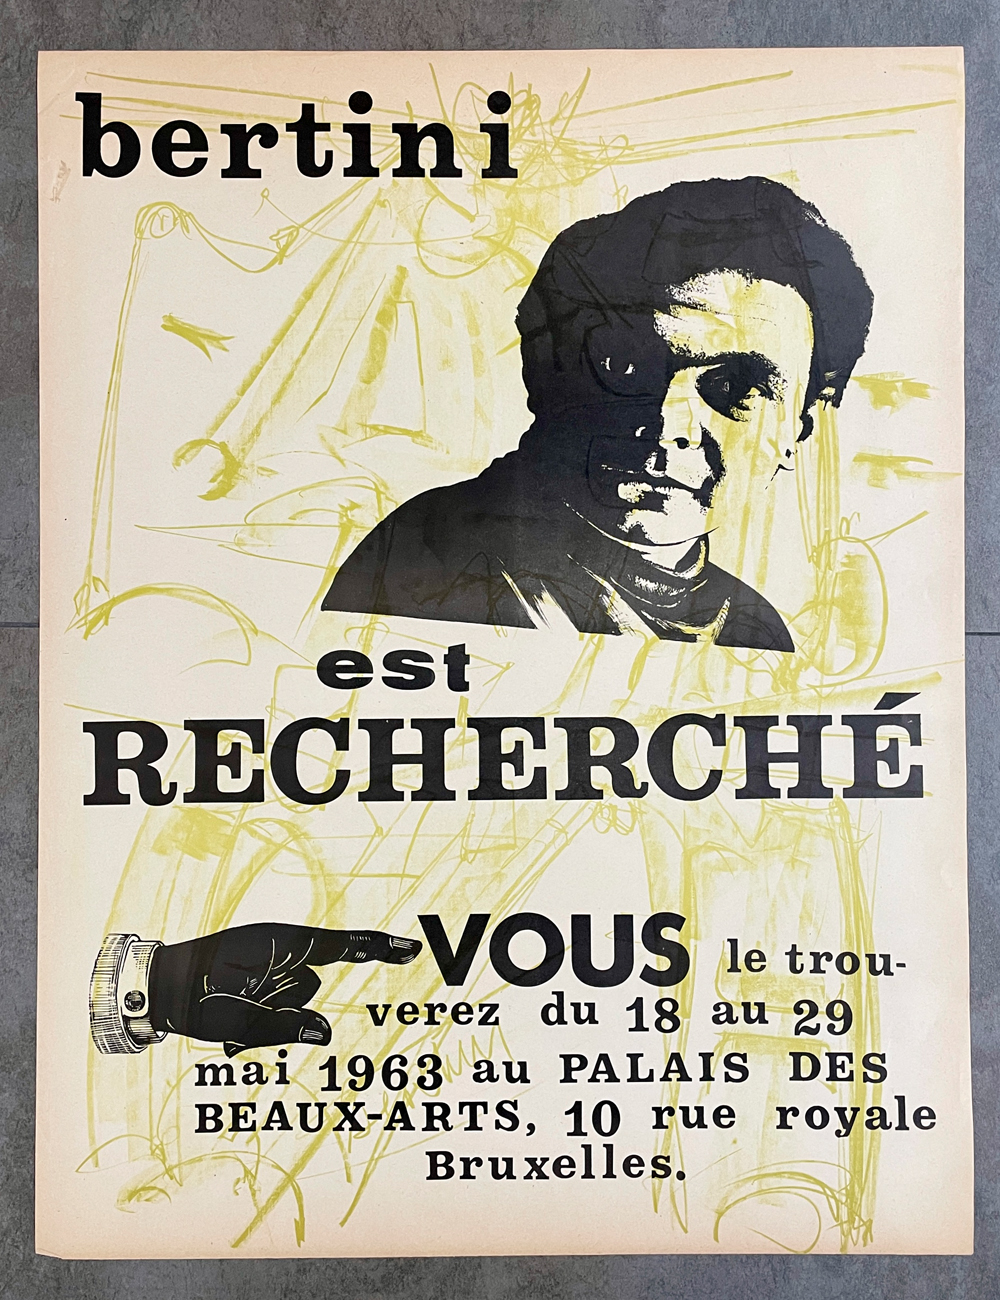 bertini
est
RECHERCHÉ
VOUS le trou-
verez du 18 au 29
mai 1963 au PALAIS DES
BEAUX-ARTS, 10 rue royale
Bruxelles.